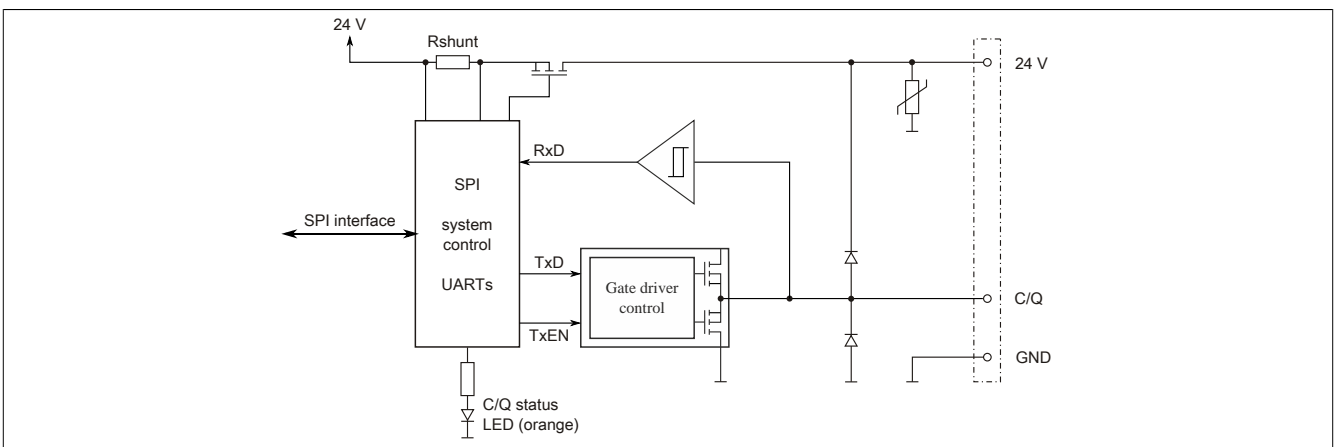 24 V
Rshunt
24 V
RxD
SPI
system
control
UARTs
SPI interface
TxD
TxEN
Gate driver
control
C/Q
GND
C/Q status
LED (orange)